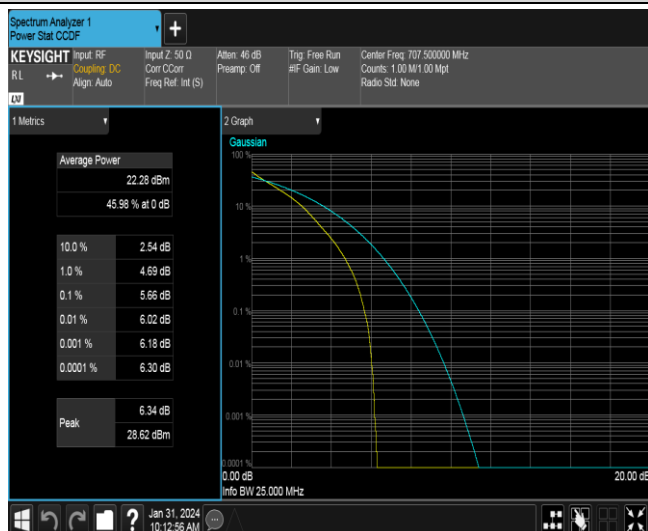 Spectrum Analyzer 1
Power Stat CCDF
+
KEYSIGHT
RL
LXI
Input: RF
Coupling: DC
Align: Auto
Input Z: 50 Ω
Corr CCorr
Freq Ref: Int (S)
Atten: 46 dB
Preamp: Off
Trig: Free Run
#IF Gain: Low
Center Freq: 707.500000 MHz
Counts: 1.00 M/1.00 Mpt
Radio Std: None
1 Metrics
Average Power
22.28 dBm
45.98 % at 0 dB
10.0 % 2.54 dB
1.0 % 4.69 dB
0.1 % 5.66 dB
0.01 % 6.02 dB
0.001 % 6.18 dB
0.0001 % 6.30 dB
Peak
6.34 dB
28.62 dBm
2 Graph
Gaussian
100 %
10 %
1 %
0.1 %
0.01 %
0.001 %
0.0001 %
0.00 dB
20.00 dB
Info BW 25.000 MHz
?
Jan 31, 2024
10:12:56 AM